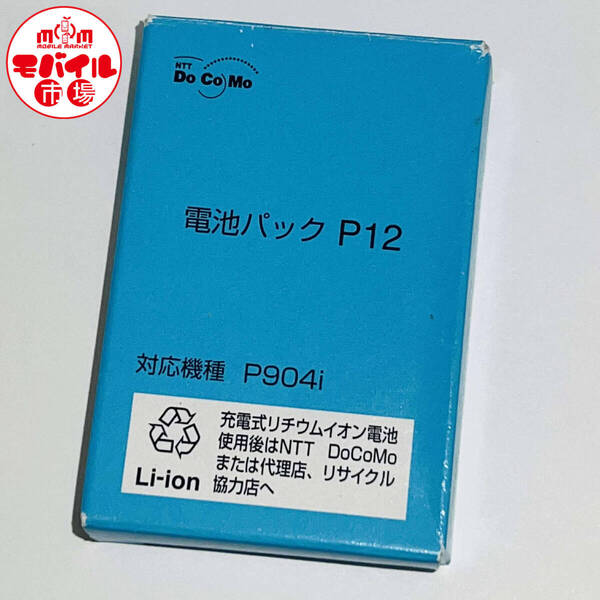 mm
MOBILE MARKET
モバイル
市場
NTT
DoCoMo
電池パック P12
対応機種 P904i
充電式リチウムイオン電池
使用後はNTT DoCoMo
または代理店、リサイクル
協力店へ
Li-ion